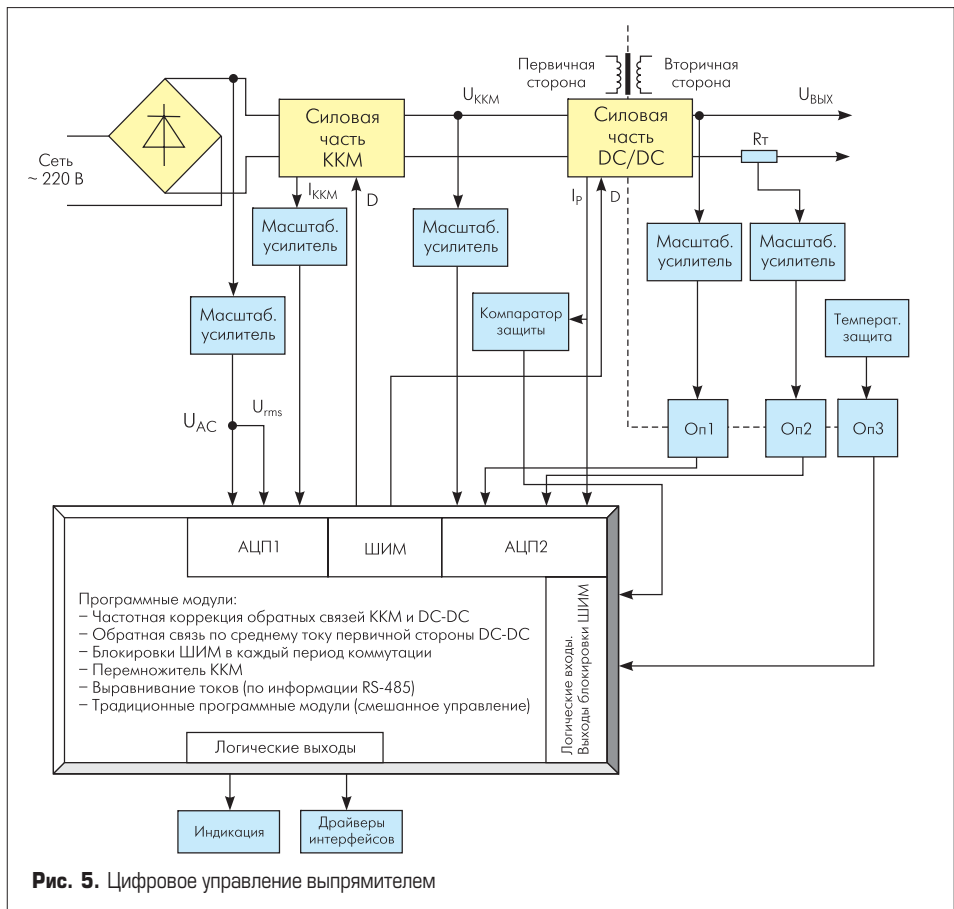 Первичная
сторона
Вторичная
сторона
Сеть
~ 220 В
Силовая
часть
ККМ
UККМ
Силовая
часть
DC/DC
UВЫХ
Rт
IККМ
D
IР
D
Масштаб.
усилитель
Масштаб.
усилитель
Масштаб.
усилитель
Масштаб.
усилитель
Масштаб.
усилитель
Компаратор
защиты
Температ.
защита
UAC
Urms
Оп1
Оп2
Оп3
АЦП1
ШИМ
АЦП2
Программные модули:
– Частотная коррекция обратных связей ККМ и DC-DC
– Обратная связь по среднему току первичной стороны DC-DC
– Блокировки ШИМ в каждый период коммутации
– Перемножитель ККМ
– Выравнивание токов (по информации RS-485)
– Традиционные программные модули (смешанное управление)
Логические входы.
Выходы блокировки ШИМ
Логические выходы
Индикация
Драйверы
интерфейсов
Рис. 5. Цифровое управление выпрямителем